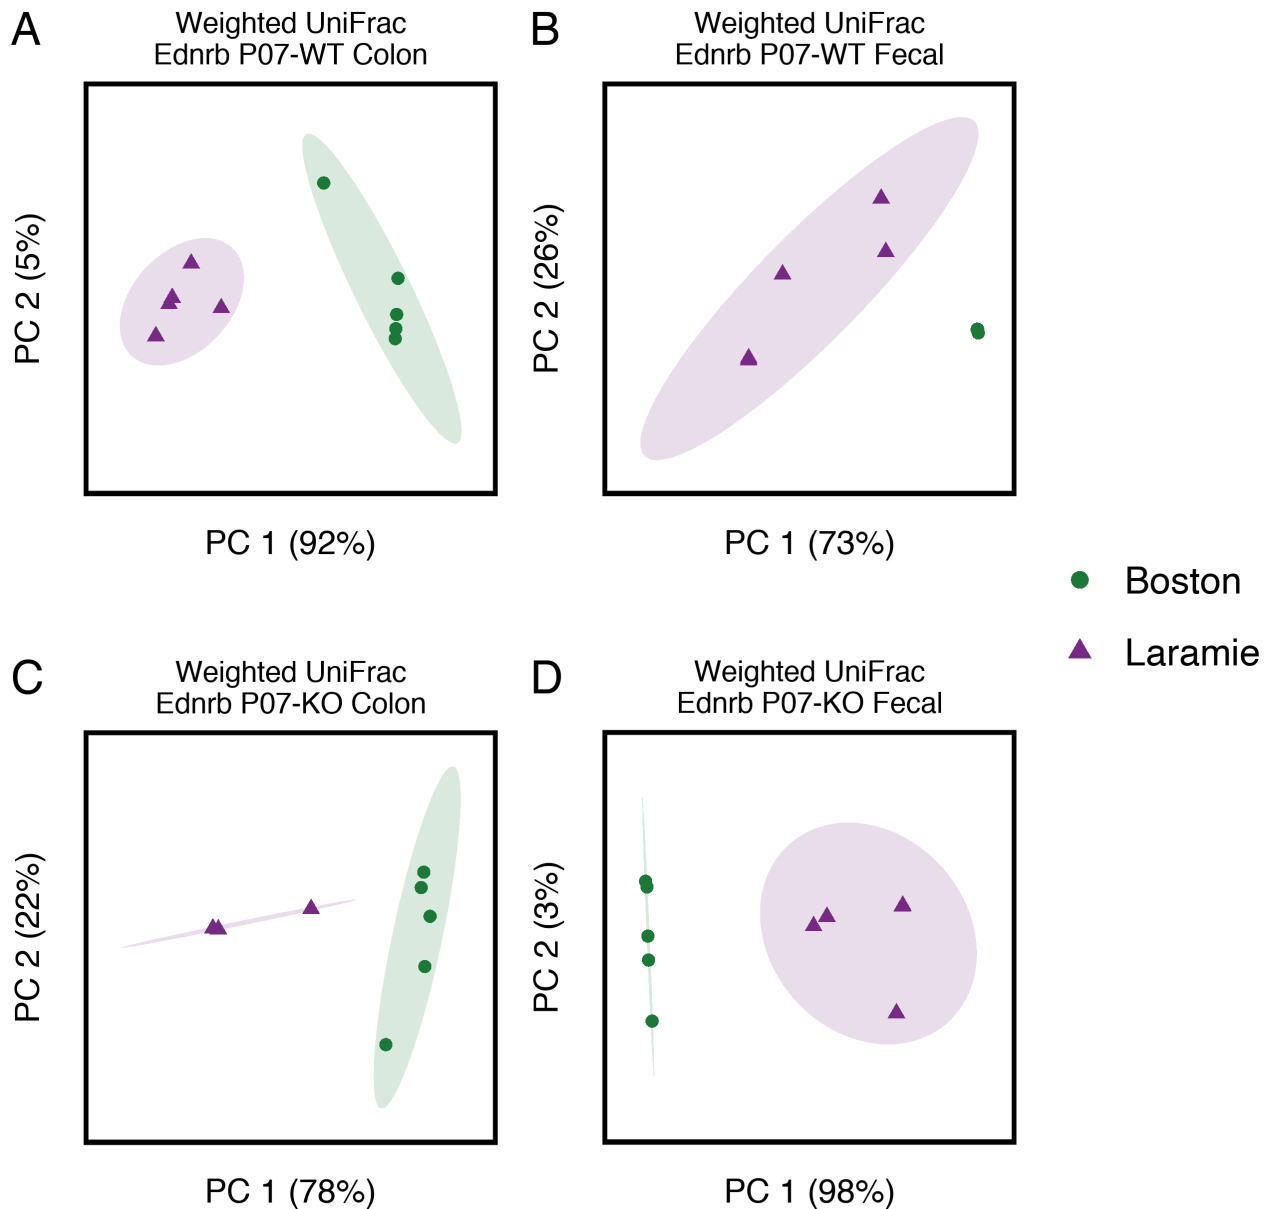 A
Weighted UniFrac
Ednrb P07-WT Colon
PC 2 (5%)
PC 1 (92%)
B
Weighted UniFrac
Ednrb P07-WT Fecal
PC 2 (26%)
PC 1 (73%)
Boston
Laramie
C
Weighted UniFrac
Ednrb P07-KO Colon
PC 2 (22%)
PC 1 (78%)
D
Weighted UniFrac
Ednrb P07-KO Fecal
PC 2 (3%)
PC 1 (98%)